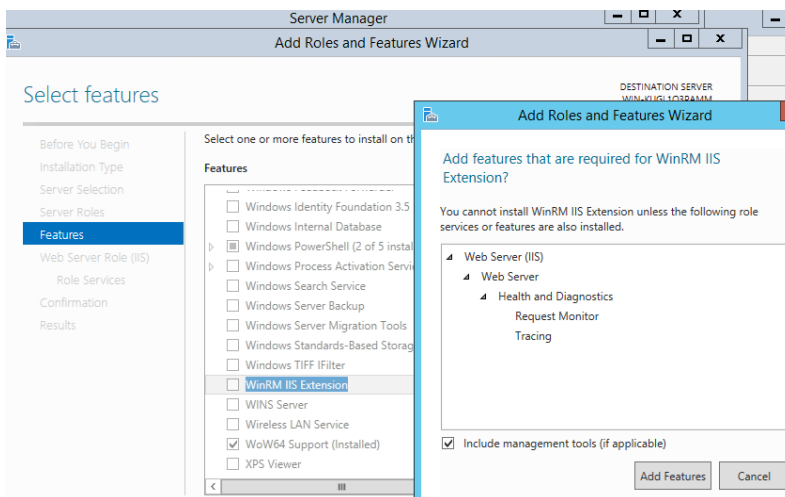 Server Manager
Add Roles and Features Wizard
Select features
DESTINATION SERVER
Before You Begin
Installation Type
Server Selection
Server Roles
Features
Web Server Role (IIS)
Role Services
Confirmation
Results
Select one or more features to install on
Features
Windows Identity Foundation 3.5
Windows Internal Database
Windows PowerShell (2 of 5 instal
Windows Process Activation Servi
Windows Search Service
Windows Server Backup
Windows Server Migration Tools
Windows Standards-Based Storag
Windows TIFF IFilter
WinRM IIS Extension
WINS Server
Wireless LAN Service
WoW64 Support (Installed)
XPS Viewer
Add Roles and Features Wizard
Add features that are required for WinRM IIS
Extension?
You cannot install WinRM IIS Extension unless the following role
services or features are also installed.
Web Server (IIS)
Web Server
Health and Diagnostics
Request Monitor
Tracing
Include management tools (if applicable)
Add Features
Cancel